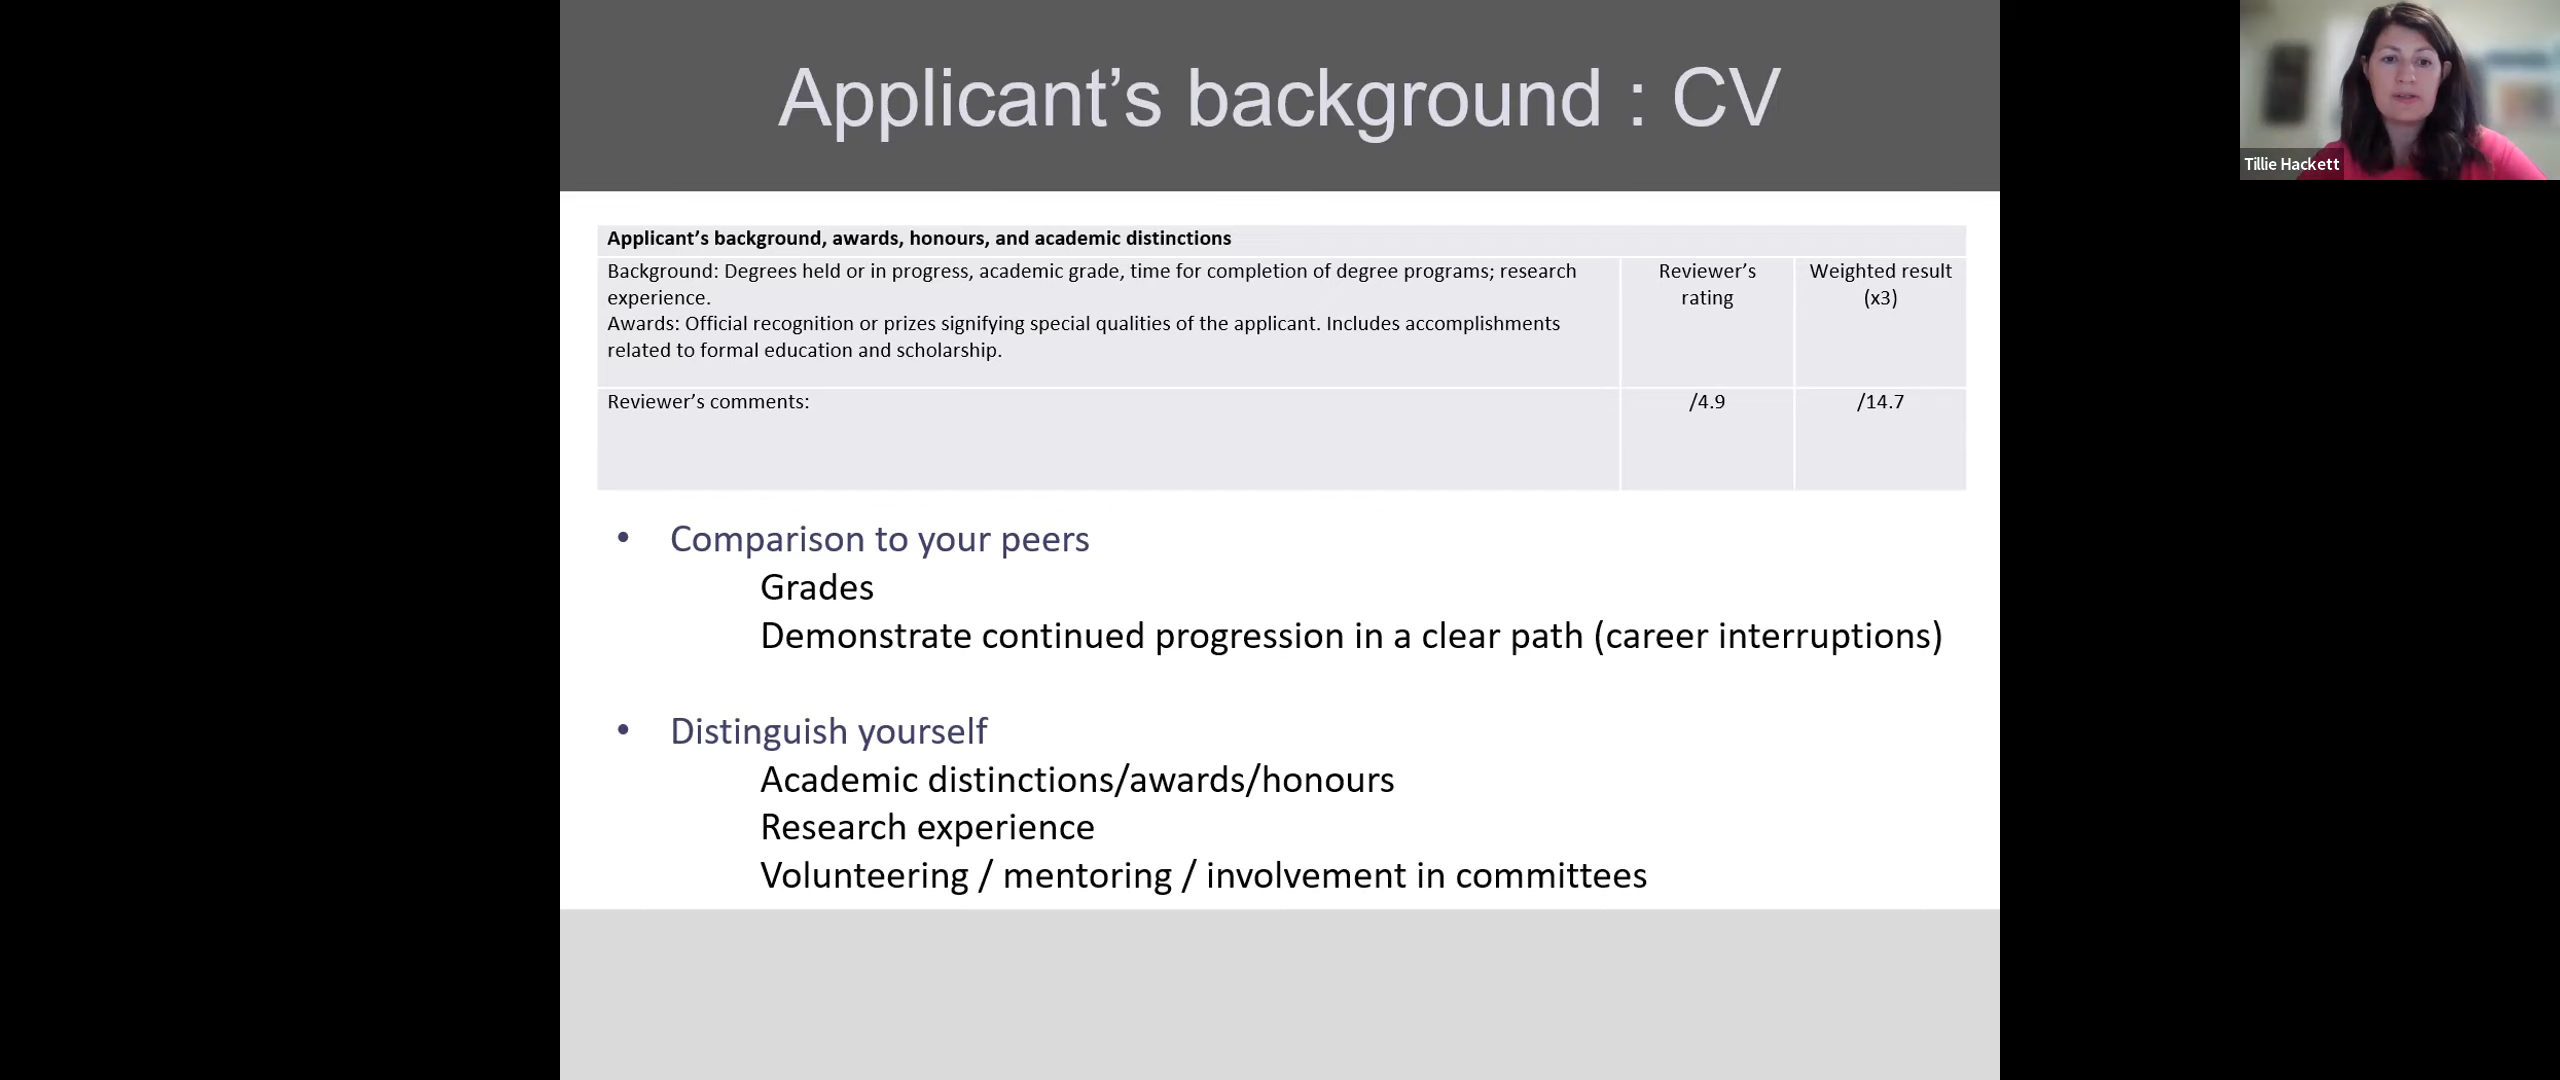 Applicant’s background : CV
Tillie Hackett
Applicant’s background, awards, honours, and academic distinctions
Background: Degrees held or in progress, academic grade, time for completion of degree programs; research
experience.
Awards: Official recognition or prizes signifying special qualities of the applicant. Includes accomplishments
related to formal education and scholarship.
Reviewer’s
rating
Weighted result
(x3)
Reviewer’s comments:
/4.9
/14.7
• Comparison to your peers
Grades
Demonstrate continued progression in a clear path (career interruptions)
• Distinguish yourself
Academic distinctions/awards/honours
Research experience
Volunteering / mentoring / involvement in committees